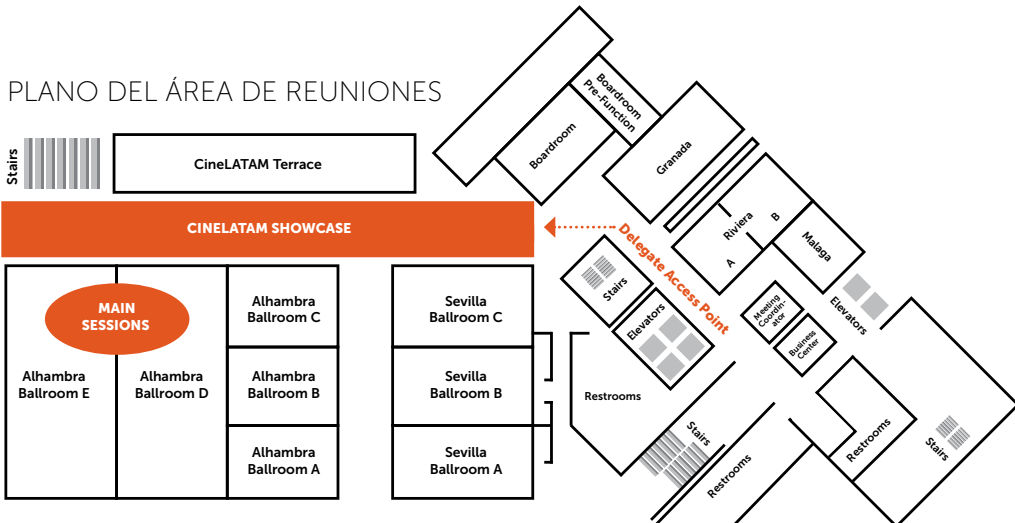 PLANO DEL ÁREA DE REUNIONES
Stairs
CineLATAM Terrace
CINELATAM SHOWCASE
MAIN
SESSIONS
Alhambra
Ballroom E
Alhambra
Ballroom D
Alhambra
Ballroom C
Alhambra
Ballroom B
Alhambra
Ballroom A
Sevilla
Ballroom C
Sevilla
Ballroom B
Sevilla
Ballroom A
Boardroom
Boardroom
Pre-Function
Granada
Riviera
A
B
Malaga
Delegate Access Point
Stairs
Elevators
Meeting
Coordin-
ator
Business
Center
Elevators
Restrooms
Stairs
Restrooms
Restrooms
Stairs